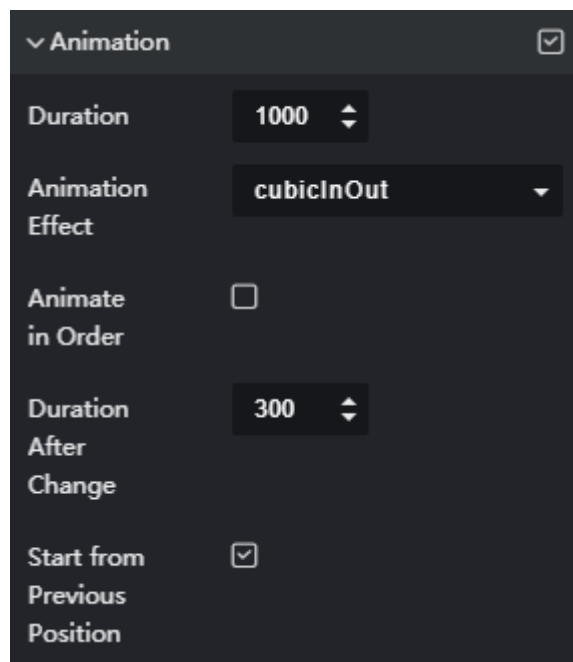 Animation
Duration 1000
Animation cubicInOut
Effect
Animate
in Order
Duration 300
After
Change
Start from
Previous
Position